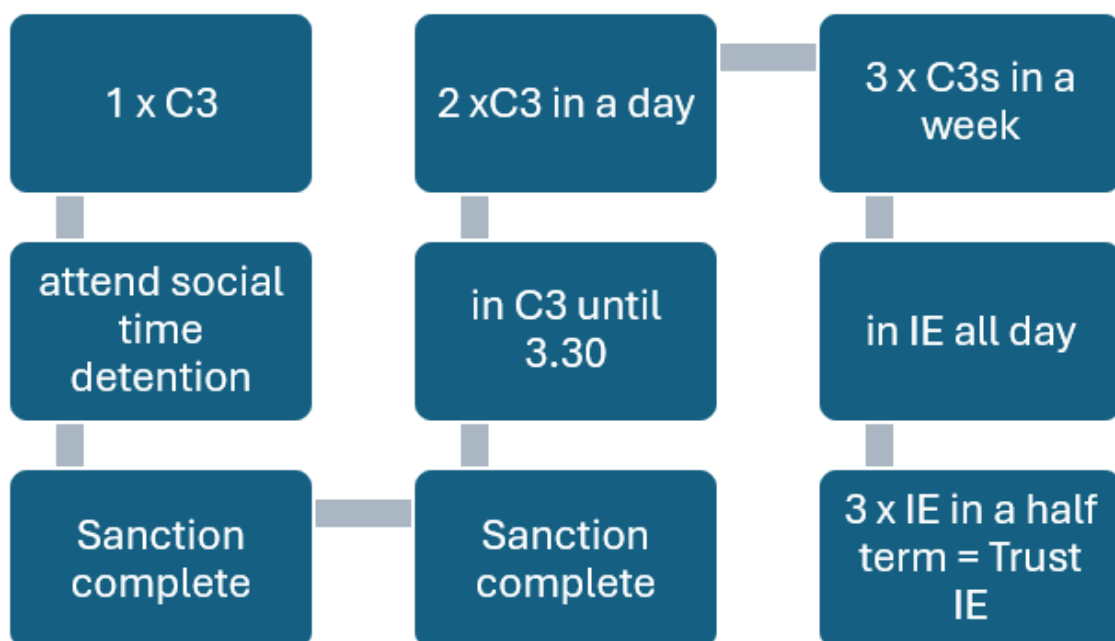 1 x C3
attend social
time
detention
Sanction
complete
2 xC3 in a day
in C3 until
3.30
Sanction
complete
3 x C3s in a
week
in IE all day
3 x IE in a half
term = Trust
IE